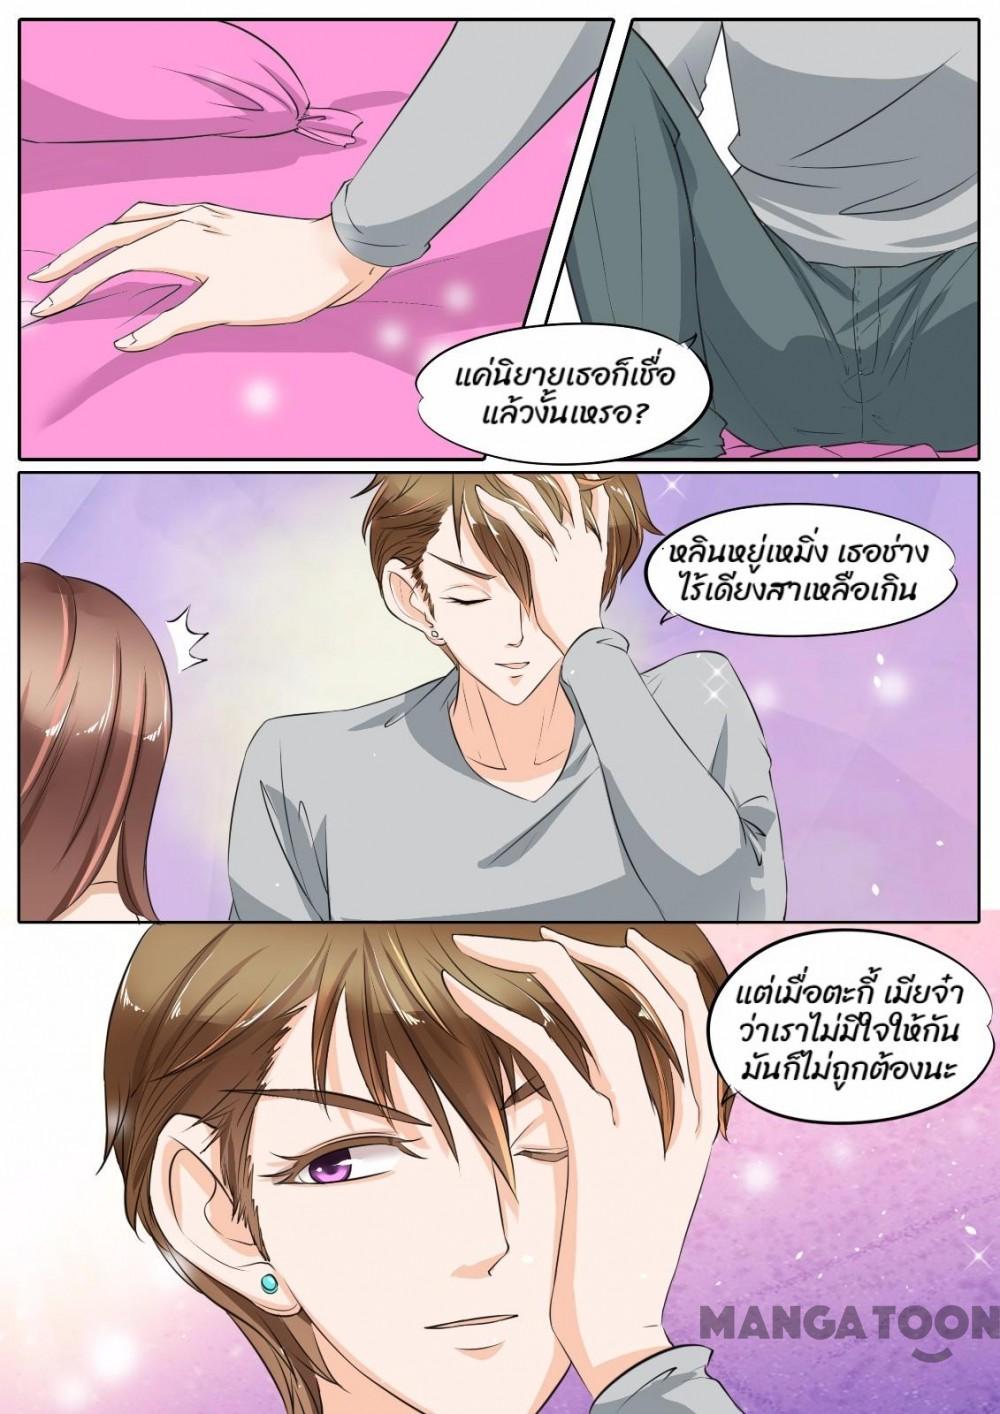 แค่นิยายเธอก็เชื่อ
แล้วงั้นเหรอ?
หลินหยู่เหมิ่ง เธอช่าง
ไร้เดียงสาเหลือเกิน
แต่เมื่อตะกี้ เมียจ๋า
ว่าเราไม่มีใจให้กัน
มันก็ไม่ถูกต้องนะ
MANGATOON